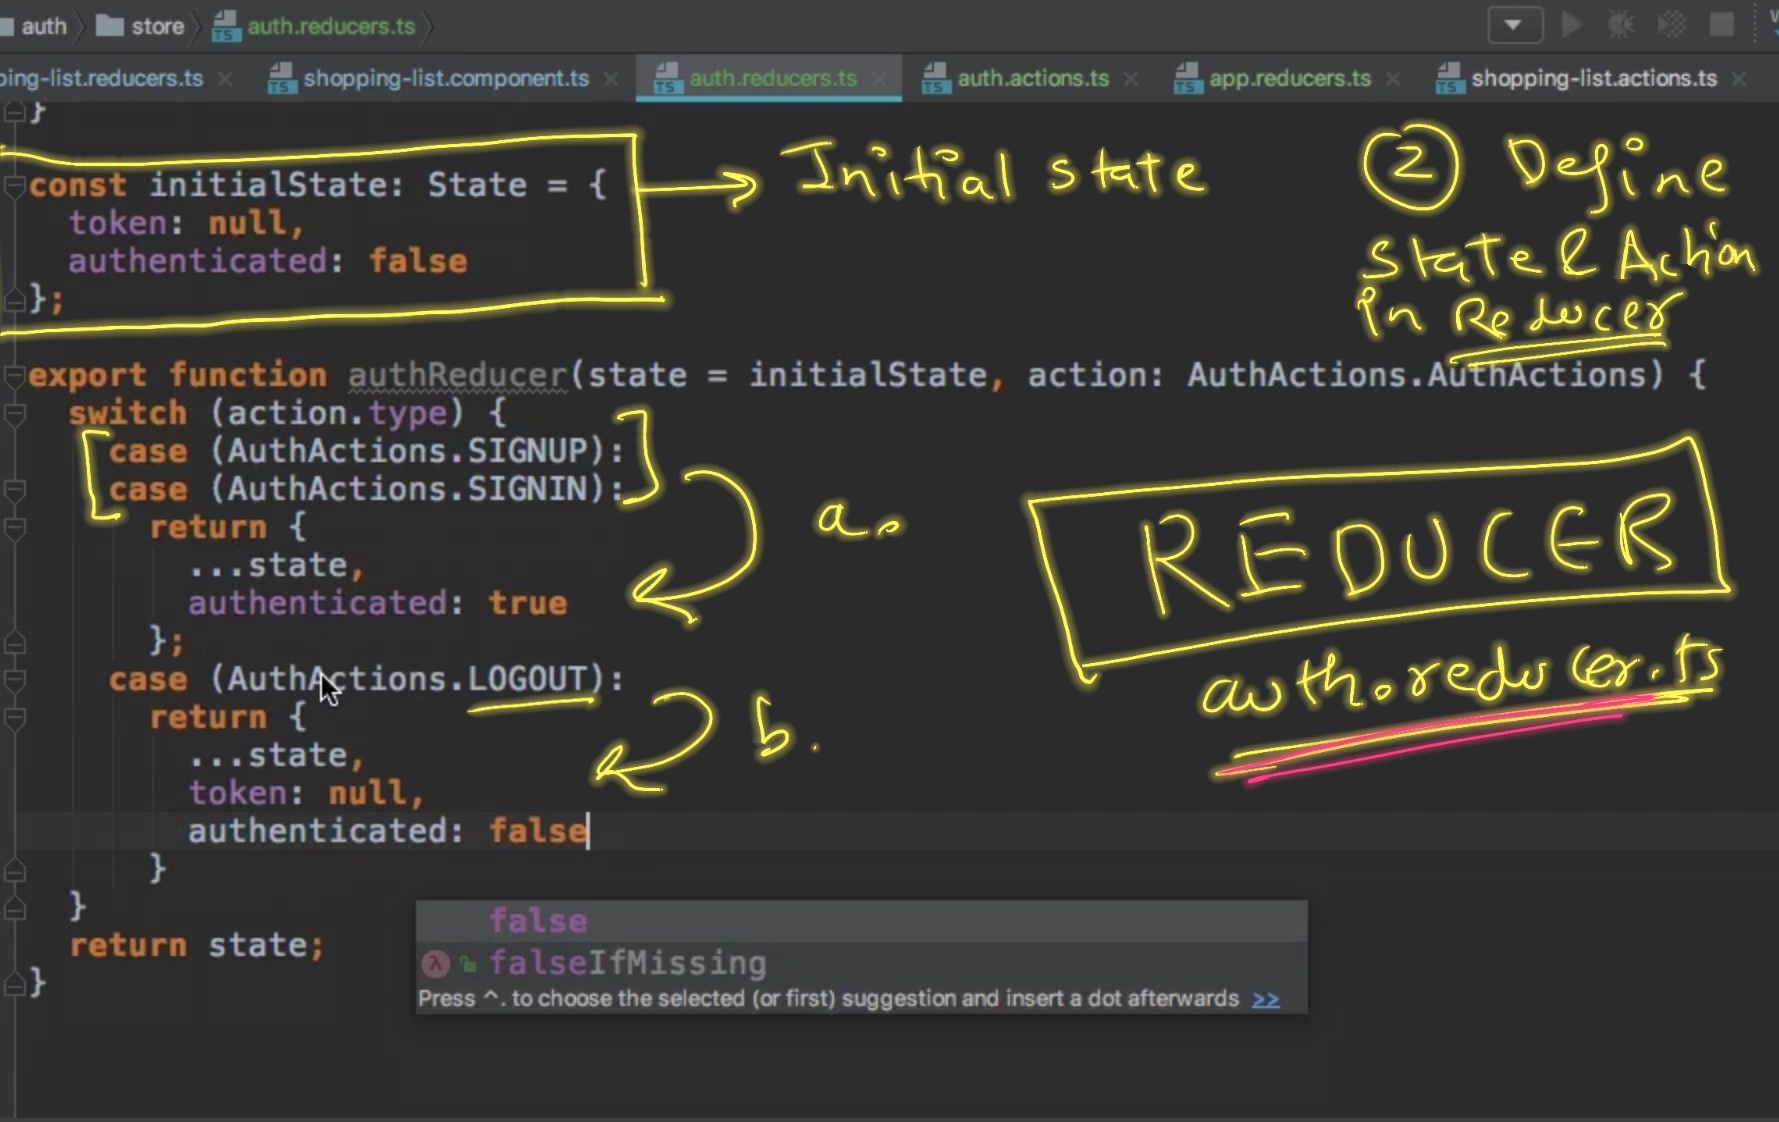 auth store auth.reducers.ts
ping-list.reducers.ts shopping-list.component.ts auth.reducers.ts auth.actions.ts app.reducers.ts shopping-list.actions.ts
}
const initialState: State = {
token: null,
authenticated: false
};
Initial state
② Define
state & Action
in Reducer
export function authReducer(state = initialState, action: AuthActions.AuthActions) {
switch (action.type) {
case (AuthActions.SIGNUP):
case (AuthActions.SIGNIN):
return {
...state,
authenticated: true
};
a.
REDUCER
auth.reducer.ts
case (AuthActions.LOGOUT):
return {
...state,
token: null,
authenticated: false
}
b.
}
return state;
}
false
falseIfMissing
Press ^. to choose the selected (or first) suggestion and insert a dot afterwards >>